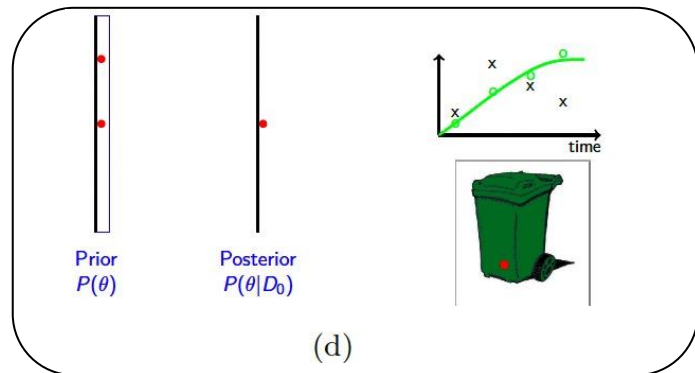 x
x
x
x
time
Prior
P(θ)
Posterior
P(θ|D₀)
(d)